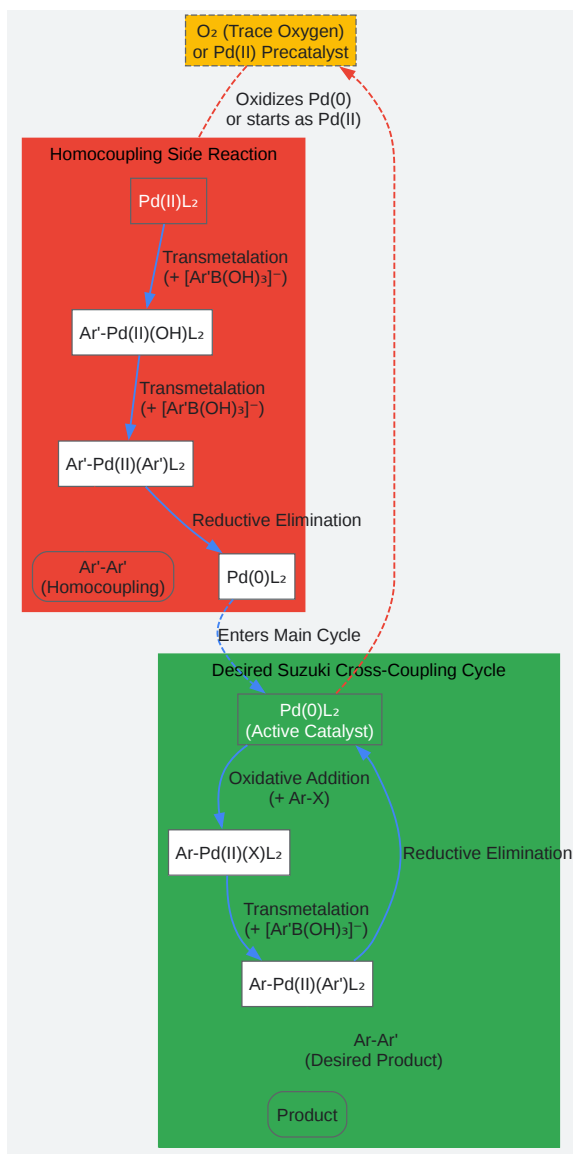 O₂ (Trace Oxygen)
or Pd(II) Precatalyst
Oxidizes Pd(0)
or starts as Pd(II)
Homocoupling Side Reaction
Pd(II)L₂
Transmetalation
(+ [Ar'B(OH)₃]⁻)
Ar'-Pd(II)(OH)L₂
Transmetalation
(+ [Ar'B(OH)₃]⁻)
Ar'-Pd(II)(Ar')L₂
Reductive Elimination
Ar'-Ar'
(Homocoupling)
Pd(0)L₂
Enters Main Cycle
Desired Suzuki Cross-Coupling Cycle
Pd(0)L₂
(Active Catalyst)
Oxidative Addition
(+ Ar-X)
Ar-Pd(II)(X)L₂
Reductive Elimination
Transmetalation
(+ [Ar'B(OH)₃]⁻)
Ar-Pd(II)(Ar')L₂
Ar-Ar'
(Desired Product)
Product